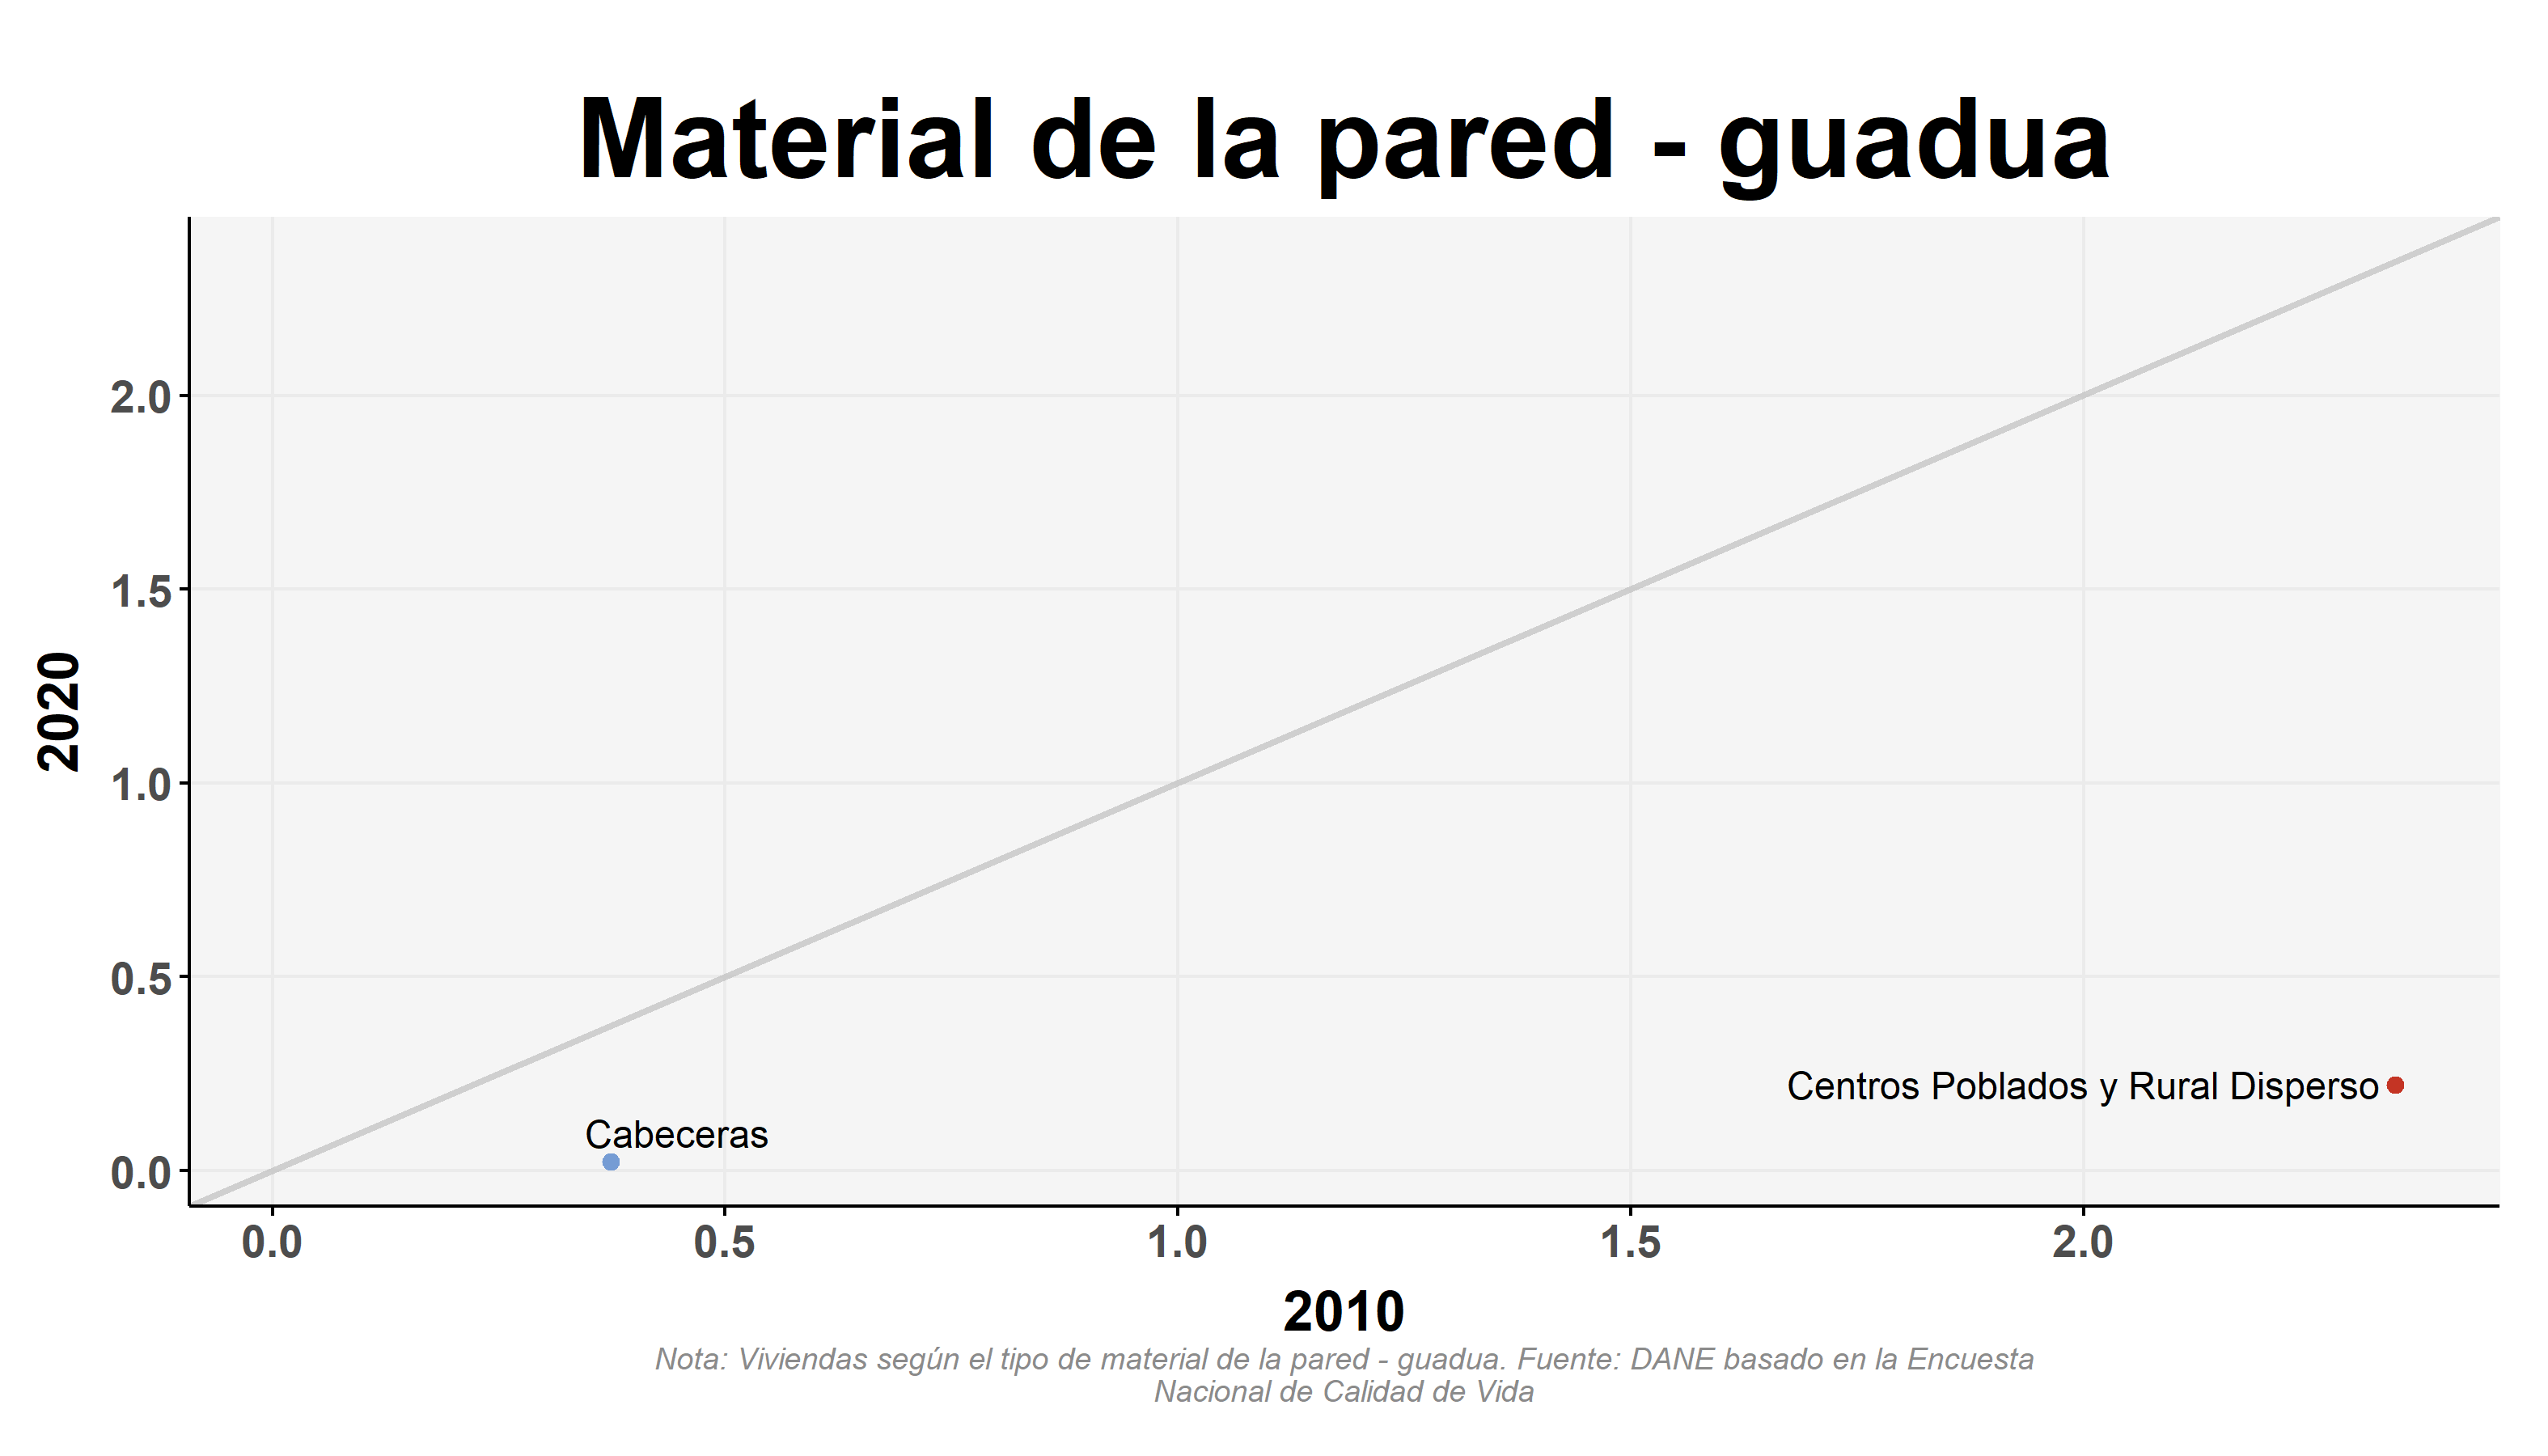 Material de la pared - guadua
2020
2.0
1.5
1.0
0.5
0.0
Centros Poblados y Rural Disperso
Cabeceras
0.0 0.5 1.0 1.5 2.0
2010
Nota: Viviendas según el tipo de material de la pared - guadua. Fuente: DANE basado en la Encuesta
Nacional de Calidad de Vida